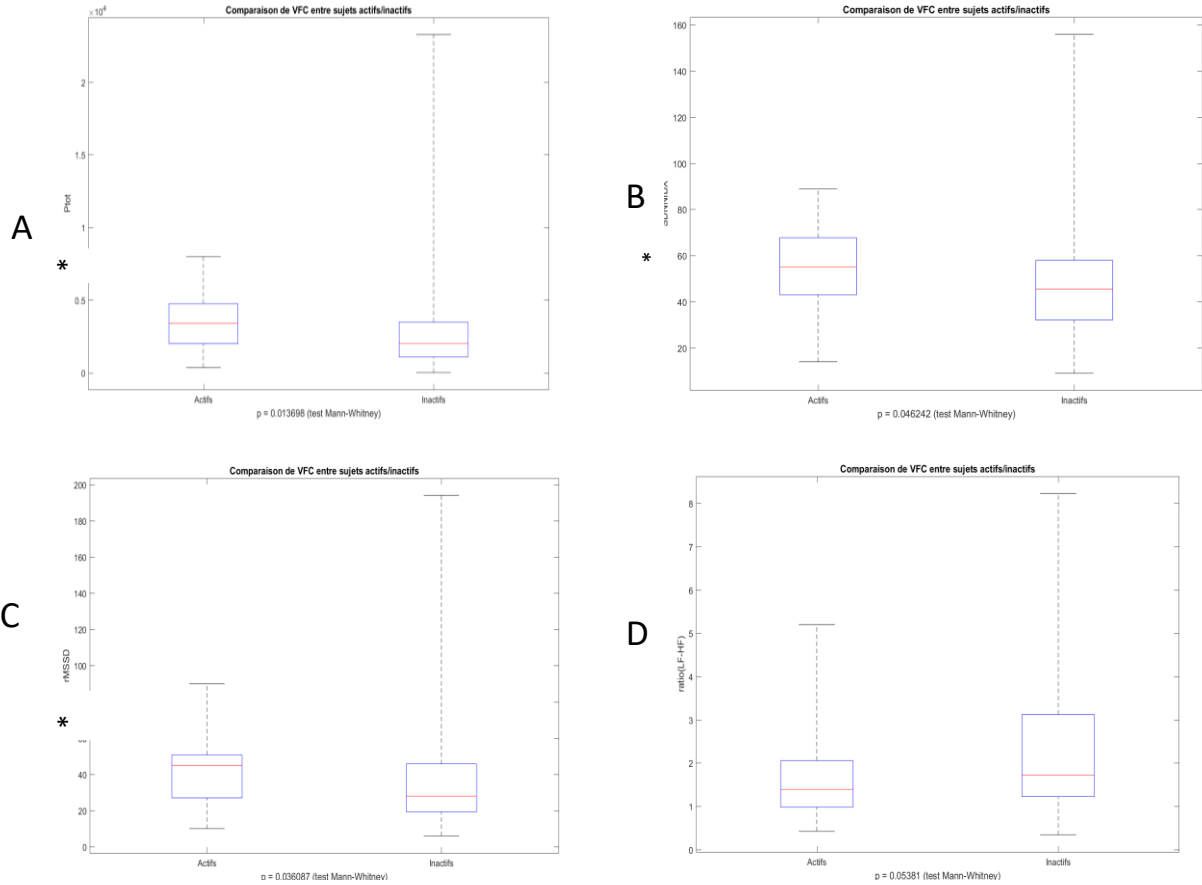 Comparaison de VFC entre sujets actifs/inactifs
×10⁴
2
1.5
1
0.5
0
Ptot
A
*
Actifs
Inactifs
p = 0.013698 (test Mann-Whitney)
Comparaison de VFC entre sujets actifs/inactifs
160
140
120
100
80
60
40
20
B
*
Actifs
Inactifs
p = 0.046242 (test Mann-Whitney)
Comparaison de VFC entre sujets actifs/inactifs
200
180
160
140
120
100
60
40
20
0
rMSSD
C
*
Actifs
Inactifs
p = 0.036087 (test Mann-Whitney)
Comparaison de VFC entre sujets actifs/inactifs
8
7
6
5
4
3
2
1
0
ratio(LF-HF)
D
Actifs
Inactifs
p = 0.05381 (test Mann-Whitney)